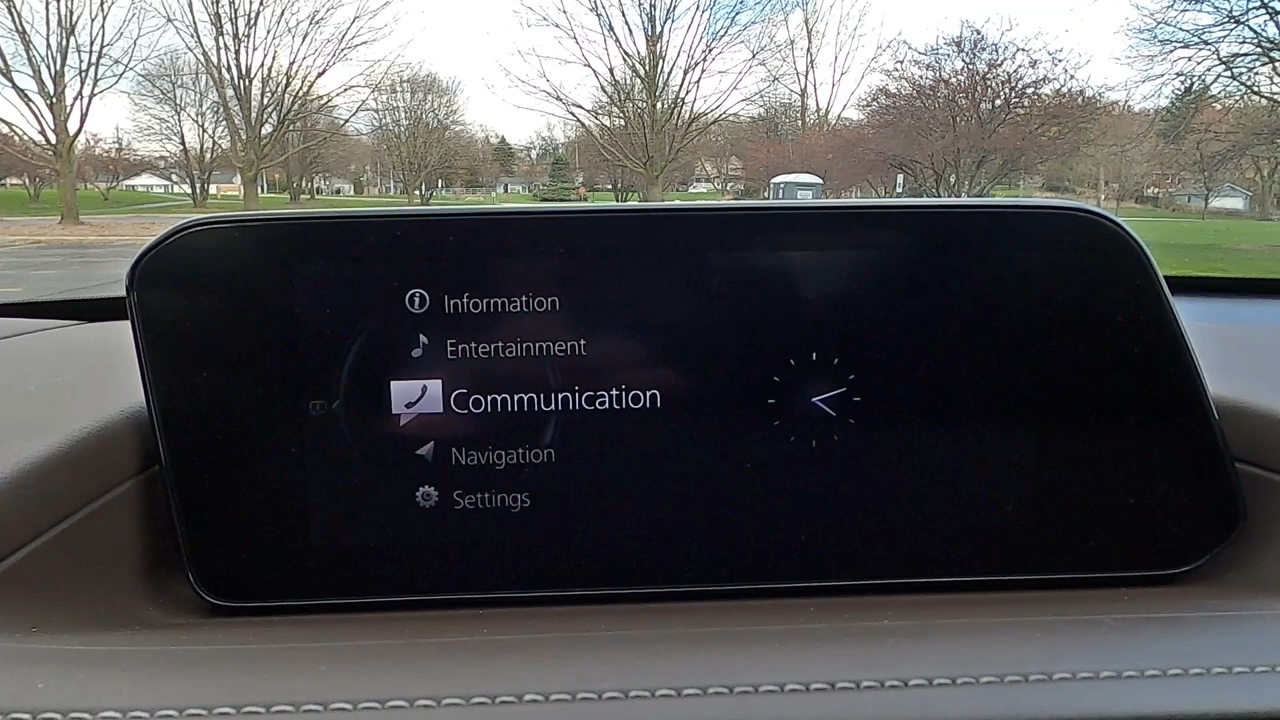 Information
Entertainment
Communication
Navigation
Settings